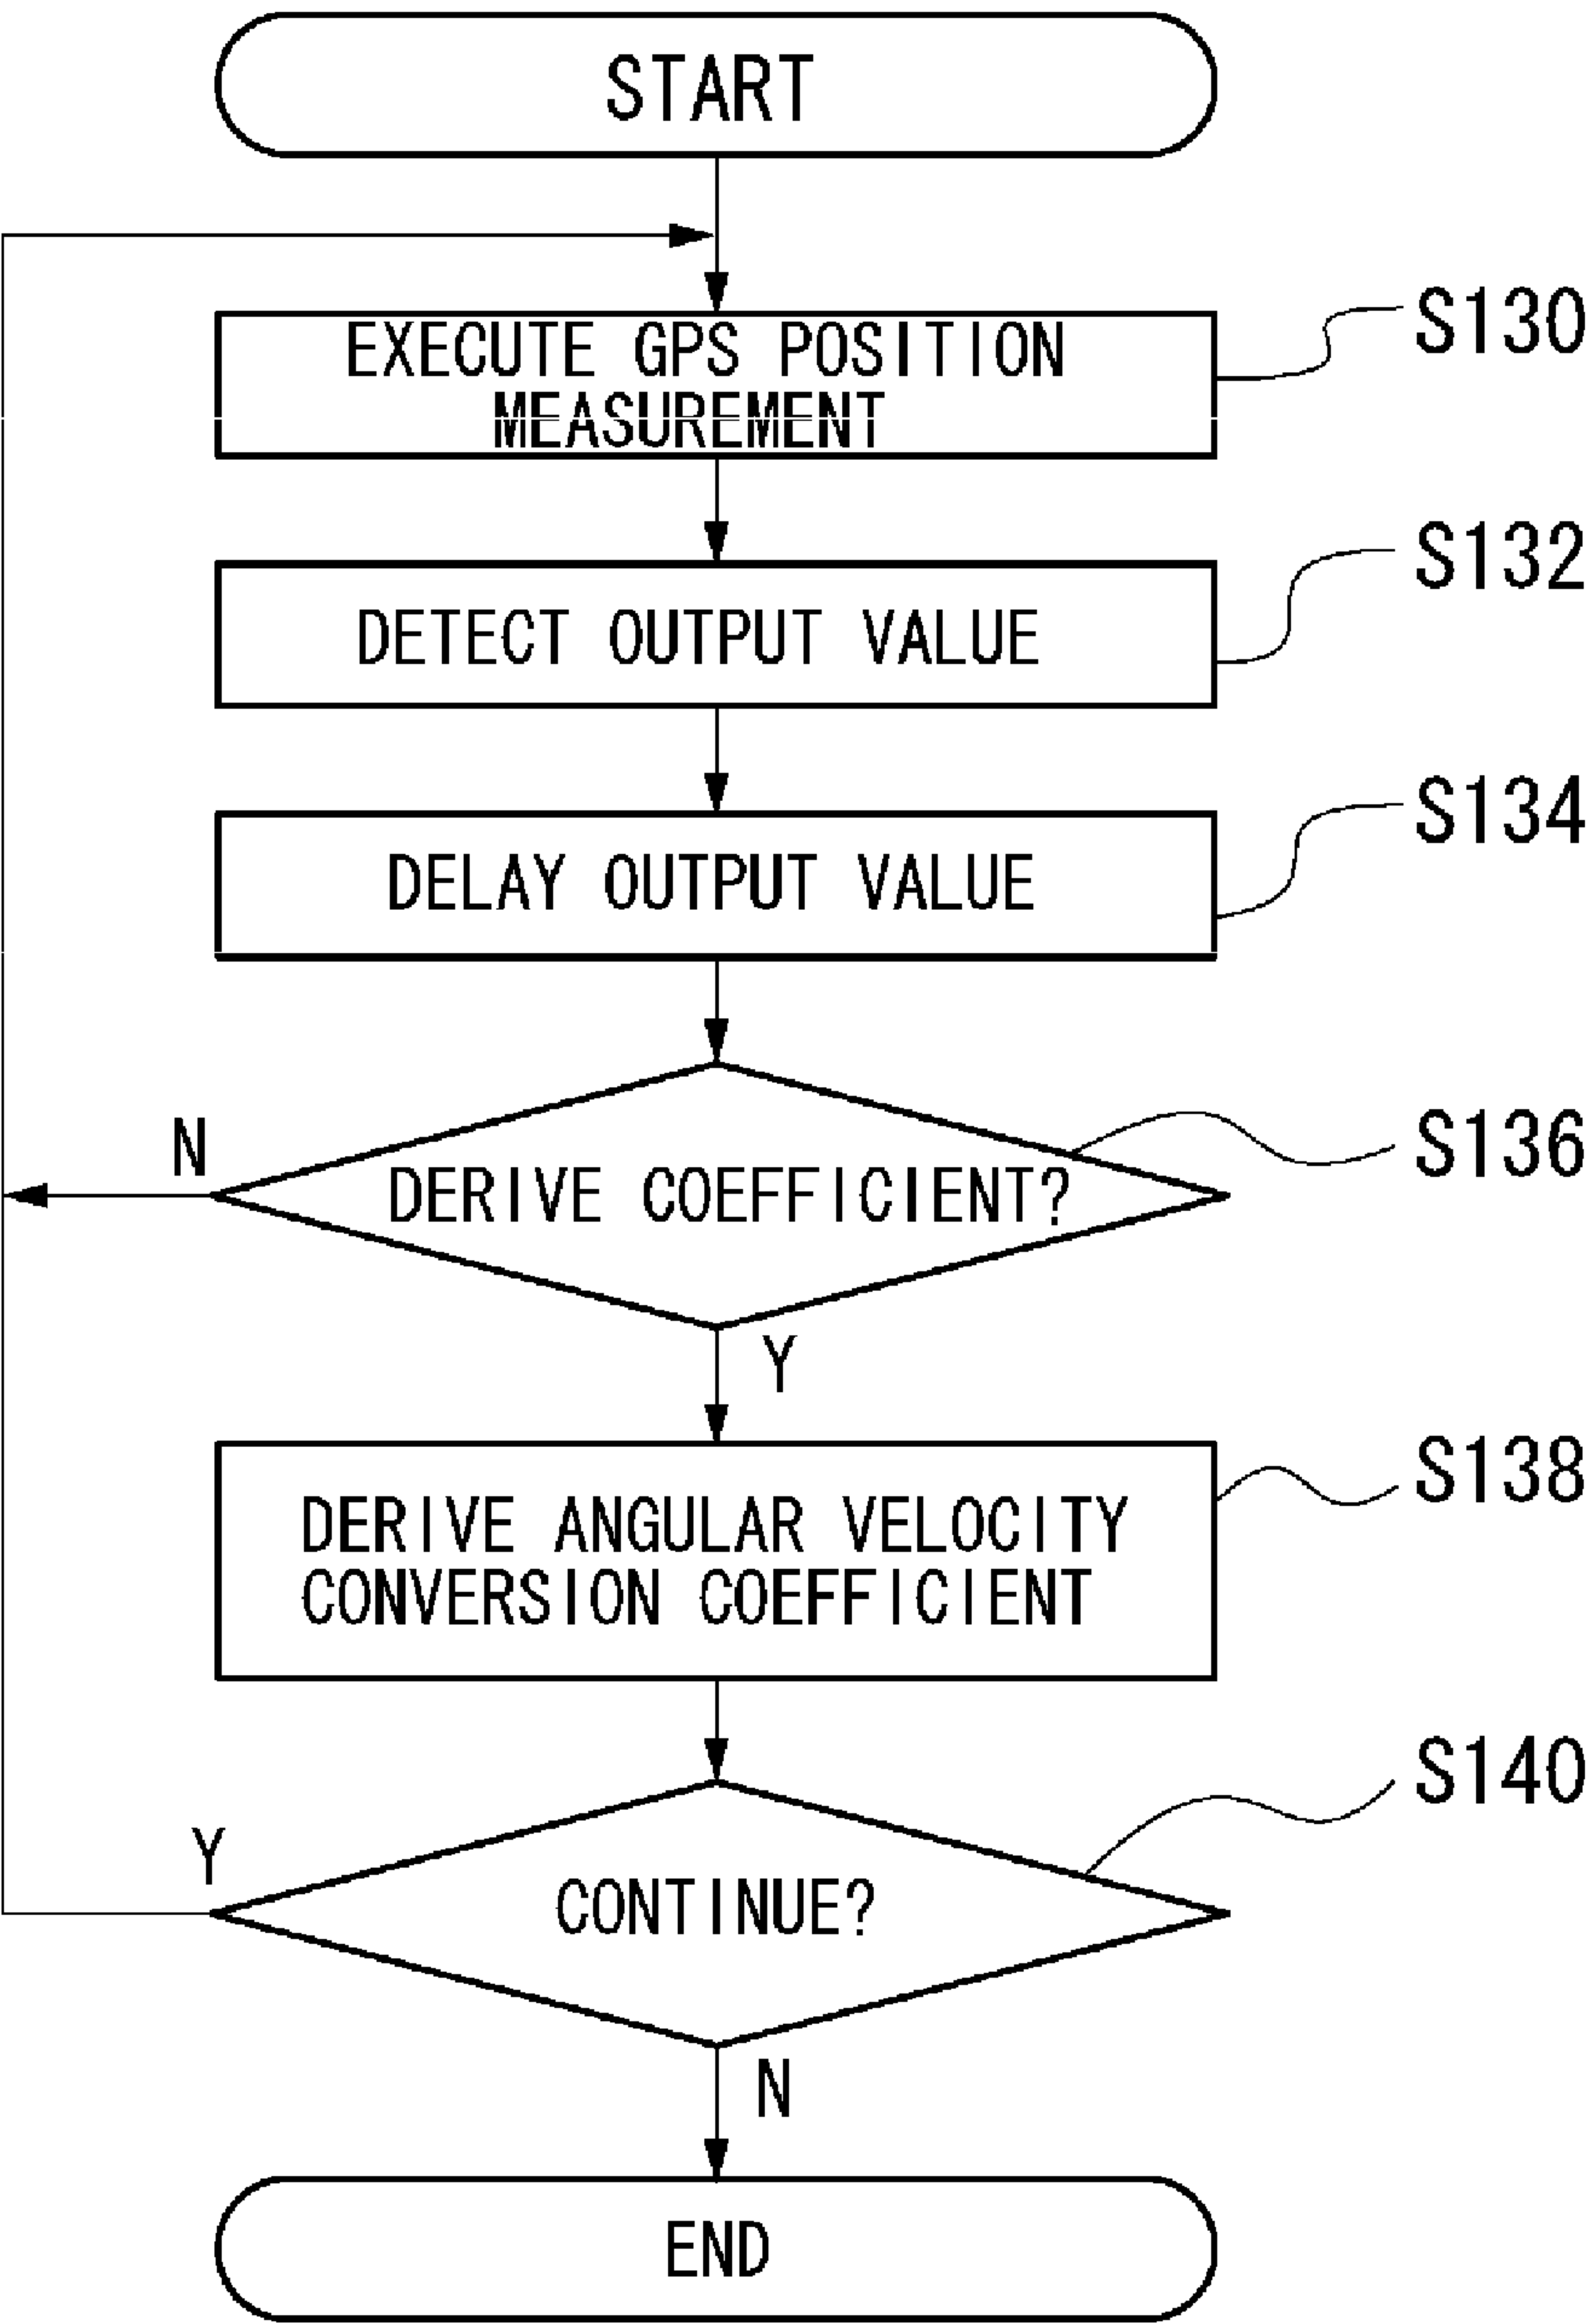 START
EXECUTE GPS POSITION
MEASUREMENT
S130
DETECT OUTPUT VALUE
S132
DELAY OUTPUT VALUE
S134
N
DERIVE COEFFICIENT?
S136
Y
DERIVE ANGULAR VELOCITY
CONVERSION COEFFICIENT
S138
Y
CONTINUE?
S140
N
END